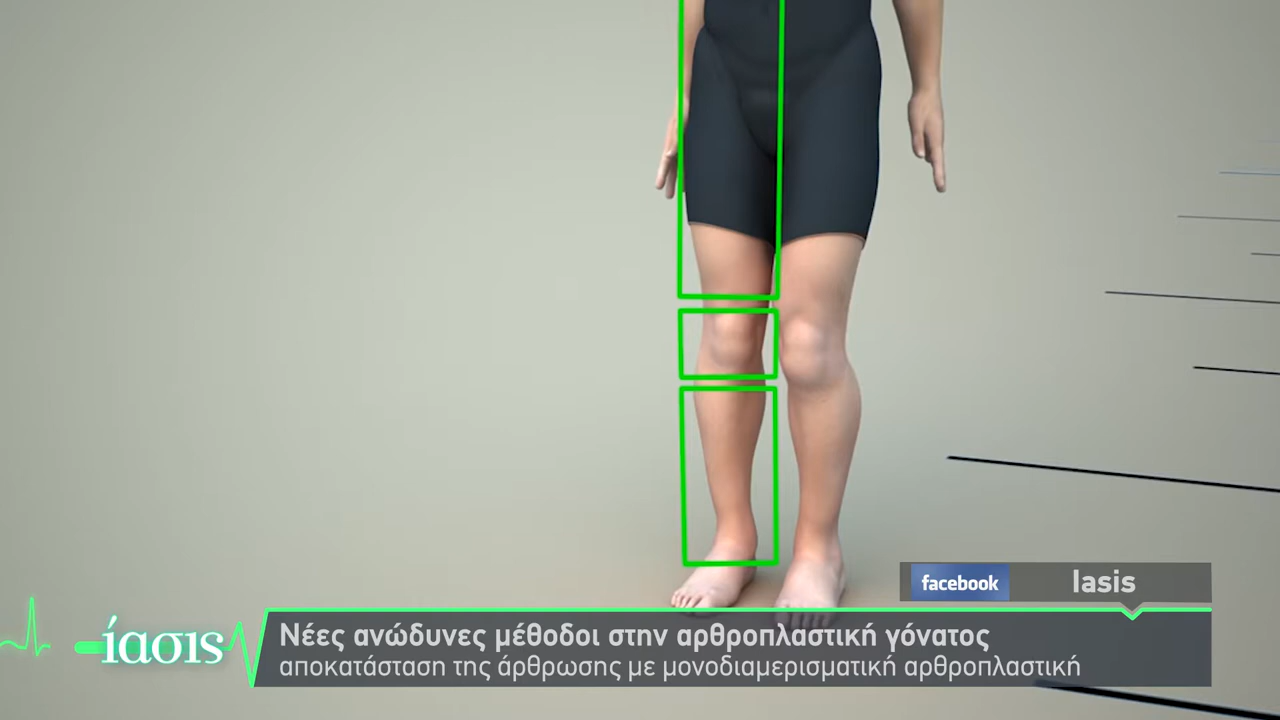 facebook
Iasis
ίασις
Νέες ανώδυνες μέθοδοι στην αρθροπλαστική γόνατος
αποκατάσταση της άρθρωσης με μονοδιαμερισματική αρθροπλαστική